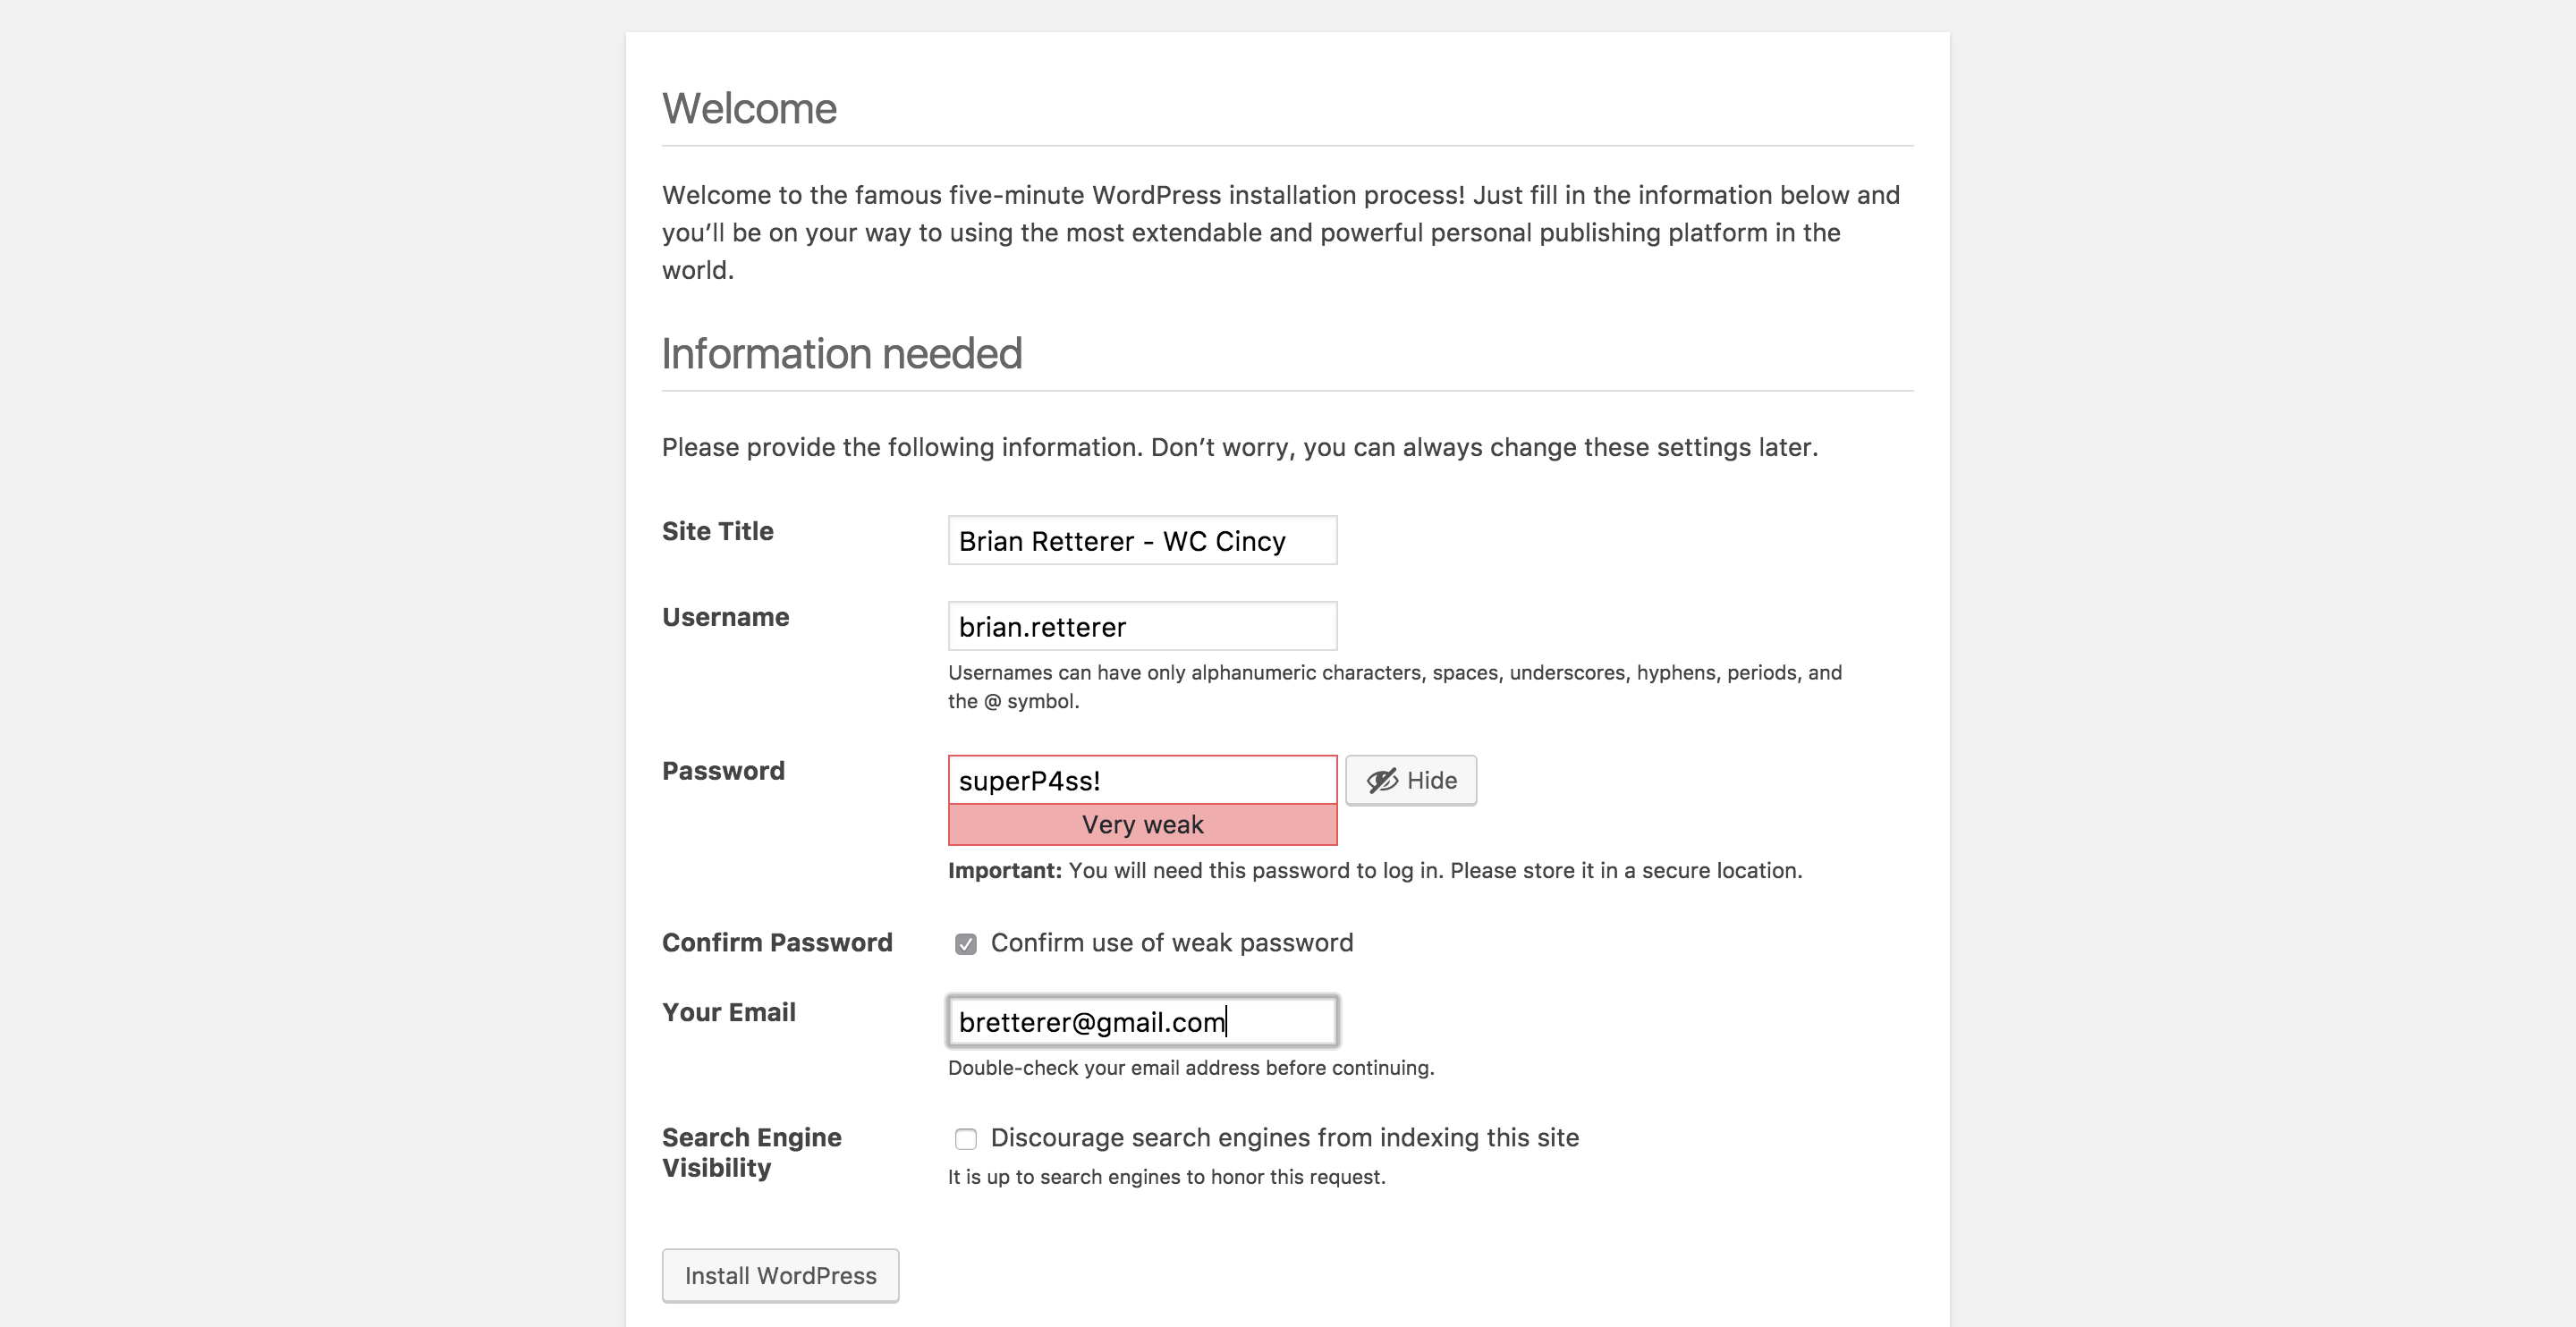 Welcome
Welcome to the famous five-minute WordPress installation process! Just fill in the information below and
you’ll be on your way to using the most extendable and powerful personal publishing platform in the
world.
Information needed
Please provide the following information. Don’t worry, you can always change these settings later.
Site Title
Brian Retterer - WC Cincy
Username
brian.retterer
Usernames can have only alphanumeric characters, spaces, underscores, hyphens, periods, and
the @ symbol.
Password
superP4ss!
Hide
Very weak
Important: You will need this password to log in. Please store it in a secure location.
Confirm Password
Confirm use of weak password
Your Email
bretterer@gmail.com
Double-check your email address before continuing.
Search Engine
Visibility
Discourage search engines from indexing this site
It is up to search engines to honor this request.
Install WordPress